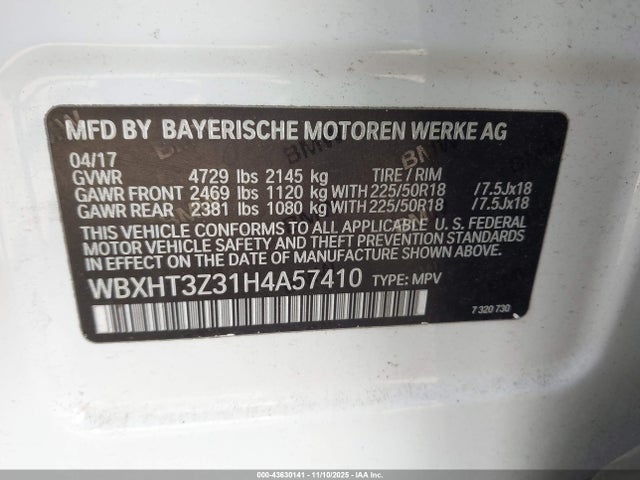 MFD BY BAYERISCHE MOTOREN WERKE AG
04/17
GVWR 4729 lbs 2145 kg TIRE / RIM
GAWR FRONT 2469 lbs 1120 kg WITH 225/50R18 /7.5Jx18
GAWR REAR 2381 lbs 1080 kg WITH 225/50R18 /7.5Jx18
THIS VEHICLE CONFORMS TO ALL APPLICABLE U. S. FEDERAL
MOTOR VEHICLE SAFETY AND THEFT PREVENTION STANDARDS
IN EFFECT ON THE DATE OF MANUFACTURE SHOWN ABOVE.
WBXHT3Z31H4A57410 TYPE: MPV
7 320 730
000-43630141 - 11/10/2025 - iaai.com